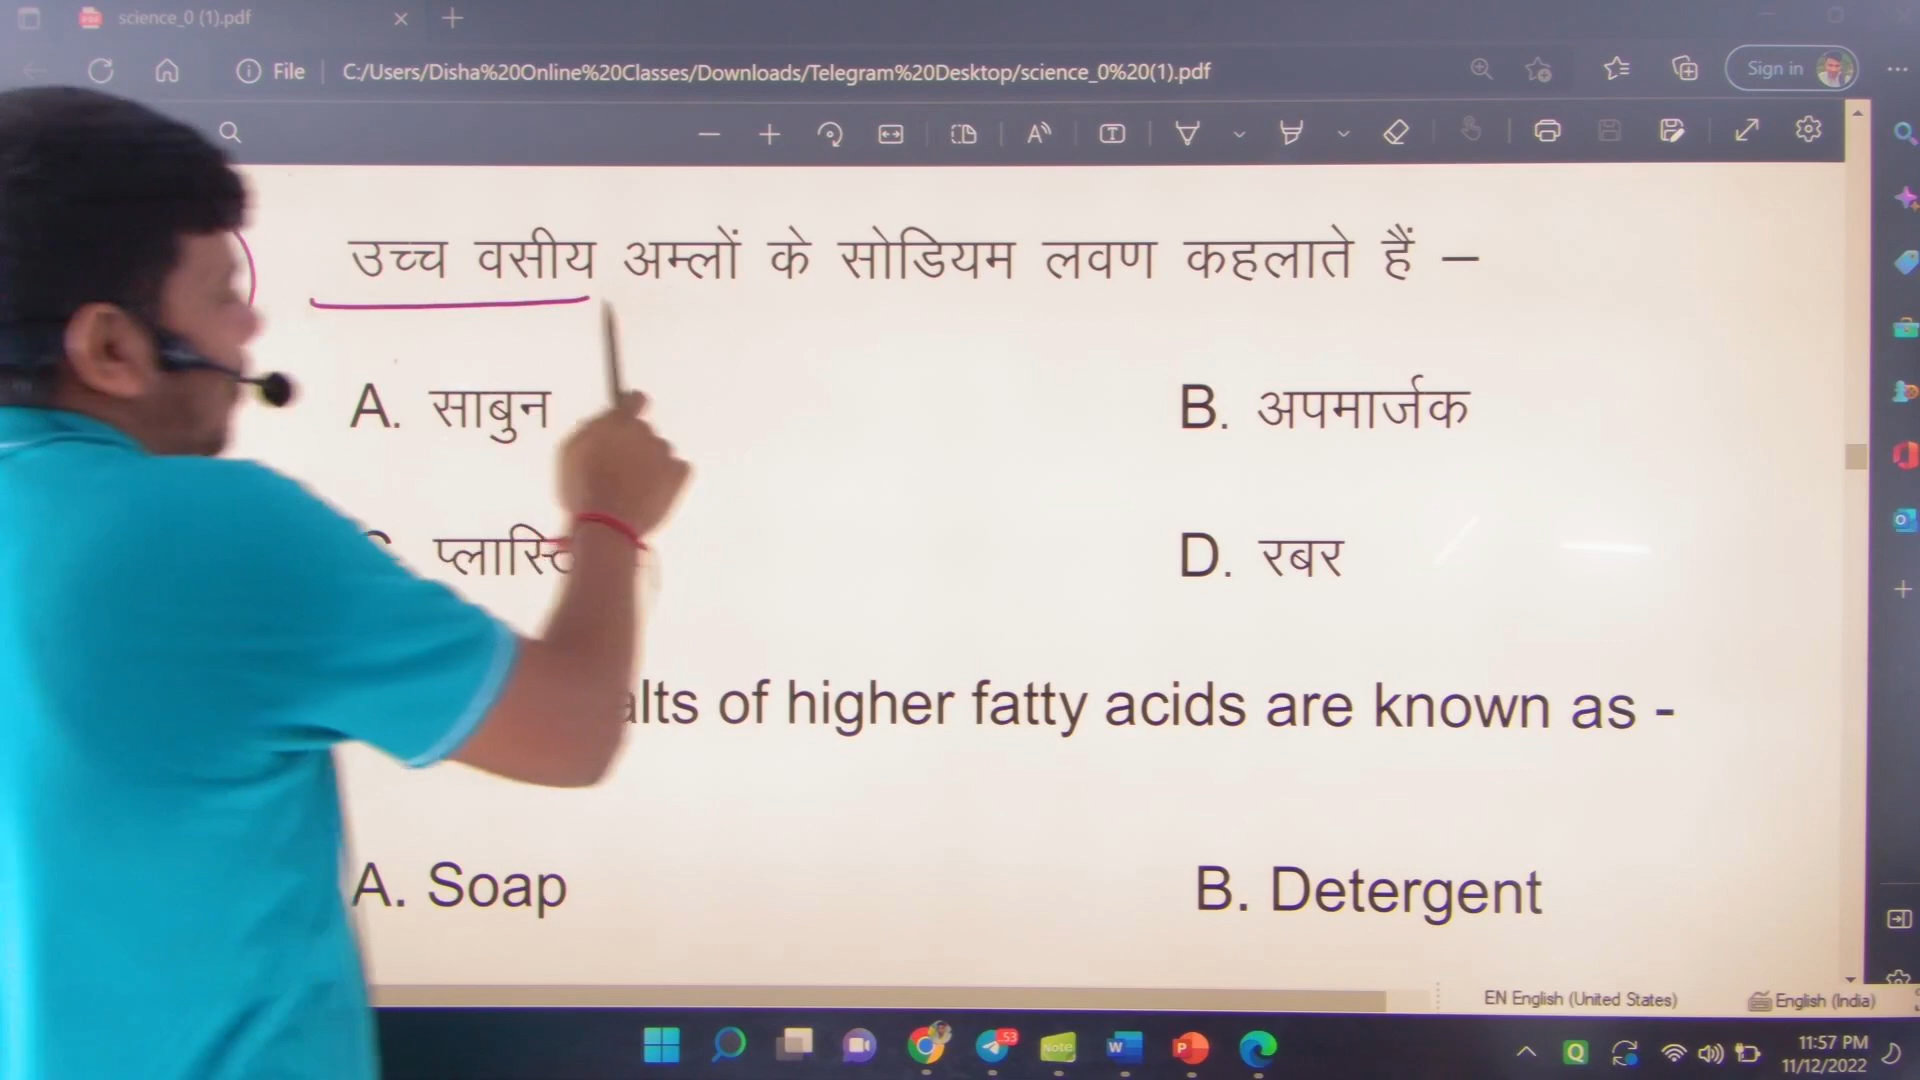 science_0 (1).pdf
File C:/Users/Disha%20Online%20Classes/Downloads/Telegram%20Desktop/science_0%20(1).pdf Sign in
उच्च वसीय अम्लों के सोडियम लवण कहलाते हैं –
A. साबुन B. अपमार्जक
D. रबर
of higher fatty acids are known as -
A. Soap B. Detergent
EN English (United States) English (India)
53
Note W P Q 11:57 PM
11/12/2022